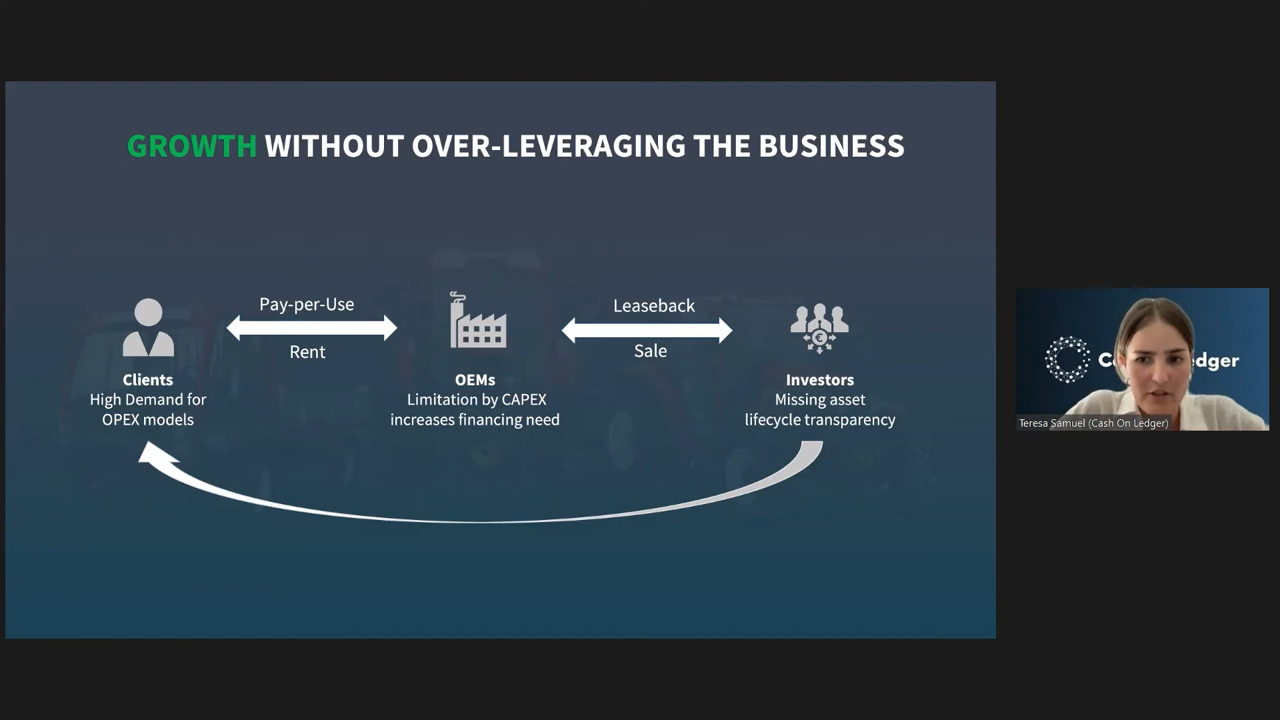 GROWTH WITHOUT OVER-LEVERAGING THE BUSINESS
Pay-per-Use
Rent
Leaseback
Sale
€
Clients
High Demand for
OPEX models
OEMs
Limitation by CAPEX
increases financing need
Investors
Missing asset
lifecycle transparency
Teresa Samuel (Cash On Ledger)